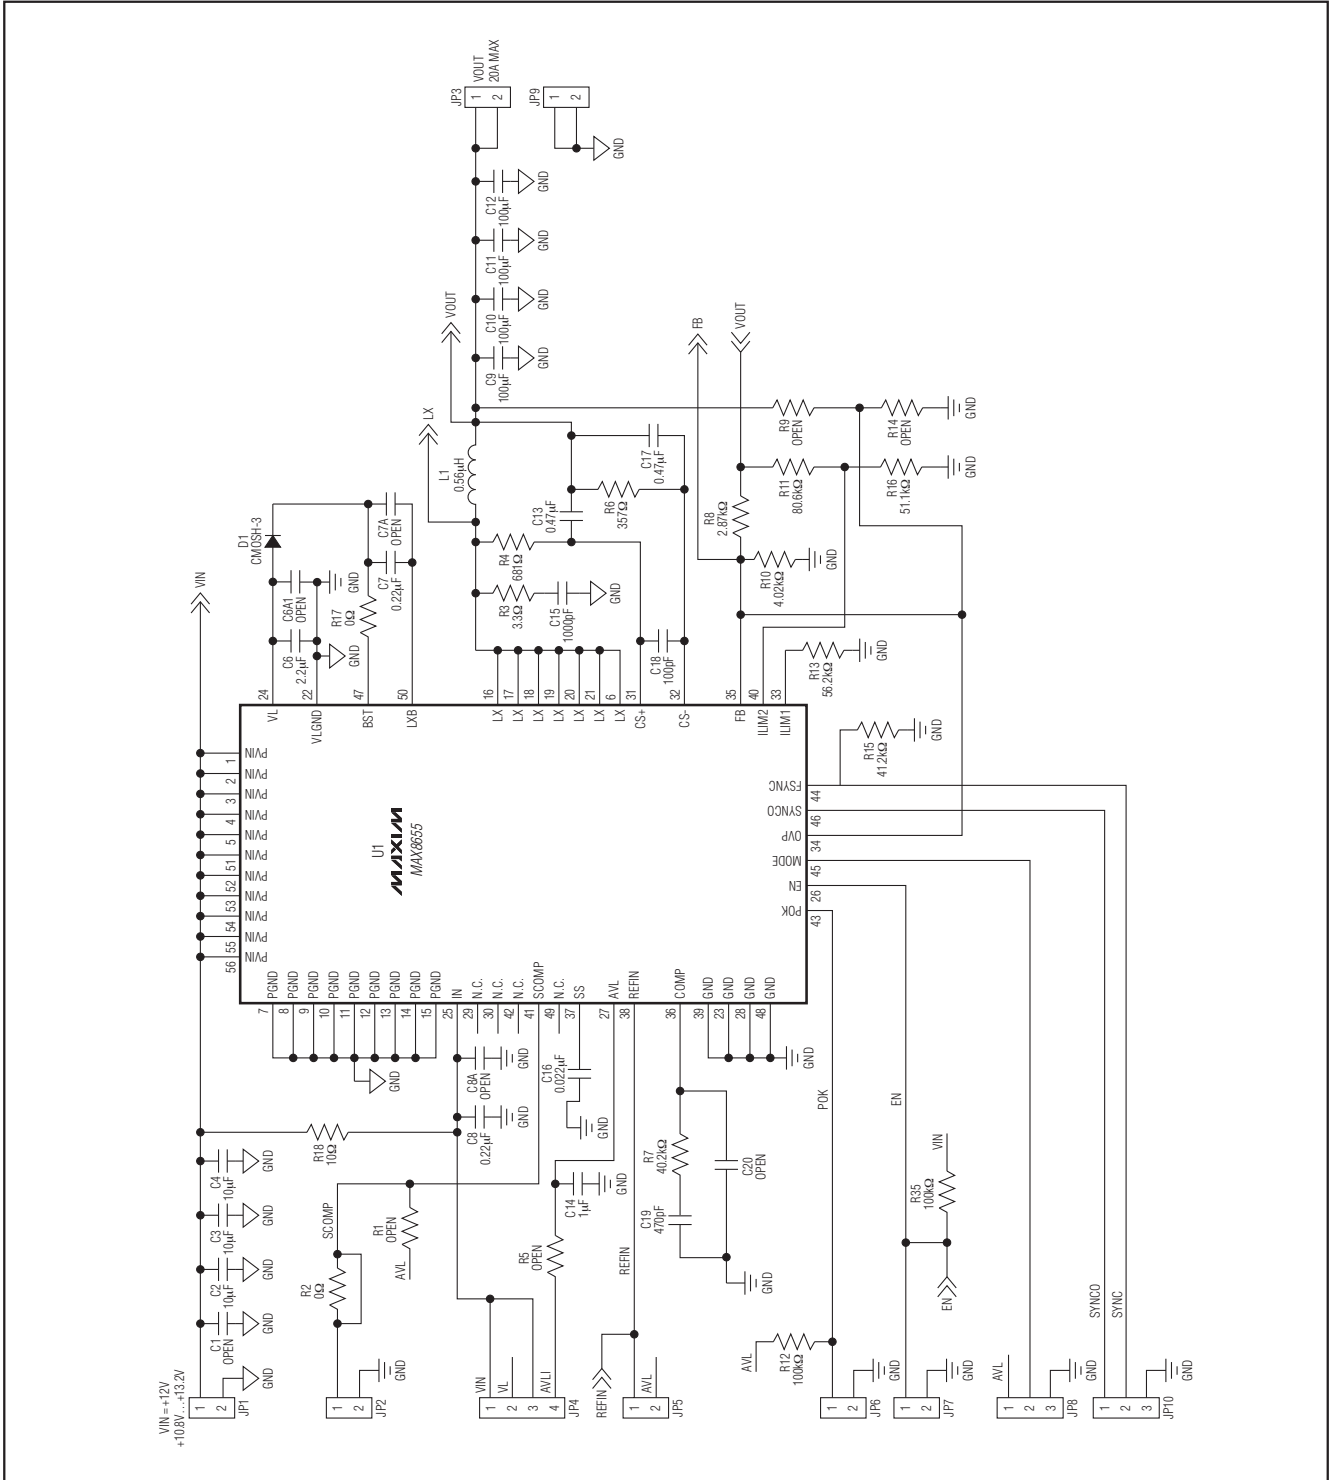 VIN = +12V
+10.8V...+13.2V
1
2
JP1
GND
C1
OPEN
GND
C2
10µF
GND
C3
10µF
GND
C4
10µF
GND
VIN
R18
10Ω
1
2
JP2
GND
R2
0Ω
SCOMP
R1
OPEN
AVL
VIN
VL
AVLI
1
2
3
4
JP4
R5
OPEN
C14
1µF
GND
C8
0.22µF
GND
C8A
OPEN
GND
C16
0.022µF
GND
REFIN
1
2
JP5
AVL
REFIN
C19
470pF
R7
40.2kΩ
C20
OPEN
GND
GND
GND
7 PGND
8 PGND
9 PGND
10 PGND
11 PGND
12 PGND
13 PGND
14 PGND
15 PGND
25 IN
29 N.C.
30 N.C.
42 N.C.
41 SCOMP
49 N.C.
37 SS
27 AVL
38 REFIN
36 COMP
39 GND
23 GND
28 GND
48 GND
56 PVIN
55 PVIN
54 PVIN
53 PVIN
52 PVIN
51 PVIN
5 PVIN
4 PVIN
3 PVIN
2 PVIN
1 PVIN
U1
MAXIM
MAX8655
VL 24
VLGND 22
BST 47
LXB 50
LX 16
LX 17
LX 18
LX 19
LX 20
LX 21
LX 6
CS+ 31
CS- 32
FB 35
ILIM2 40
ILIM1 33
POK 43
EN 26
MODE 45
OVP 34
SYNCO 46
FSYNC 44
C6
2.2µF
C6A1
OPEN
GND
GND
D1
CMOSH-3
R17
0Ω
C7
0.22µF
C7A
OPEN
LX
L1
0.56µH
VOUT
R3
3.3Ω
C15
1000pF
GND
R4
681Ω
C13
0.47µF
R6
357Ω
C17
0.47µF
C18
100pF
C9
100µF
GND
C10
100µF
GND
C11
100µF
GND
C12
100µF
GND
JP3
1
2
VOUT
20A MAX
JP9
1
2
GND
FB
VOUT
R8
2.87kΩ
R10
4.02kΩ
GND
R9
OPEN
R14
OPEN
GND
R11
80.6kΩ
R16
51.1kΩ
GND
R13
56.2kΩ
GND
R15
41.2kΩ
GND
POK
EN
AVL
R12
100kΩ
1
2
JP6
GND
1
2
JP7
GND
EN
R35
100kΩ
VIN
AVL
1
2
3
JP8
GND
SYNCO
SYNC
1
2
3
JP10
GND